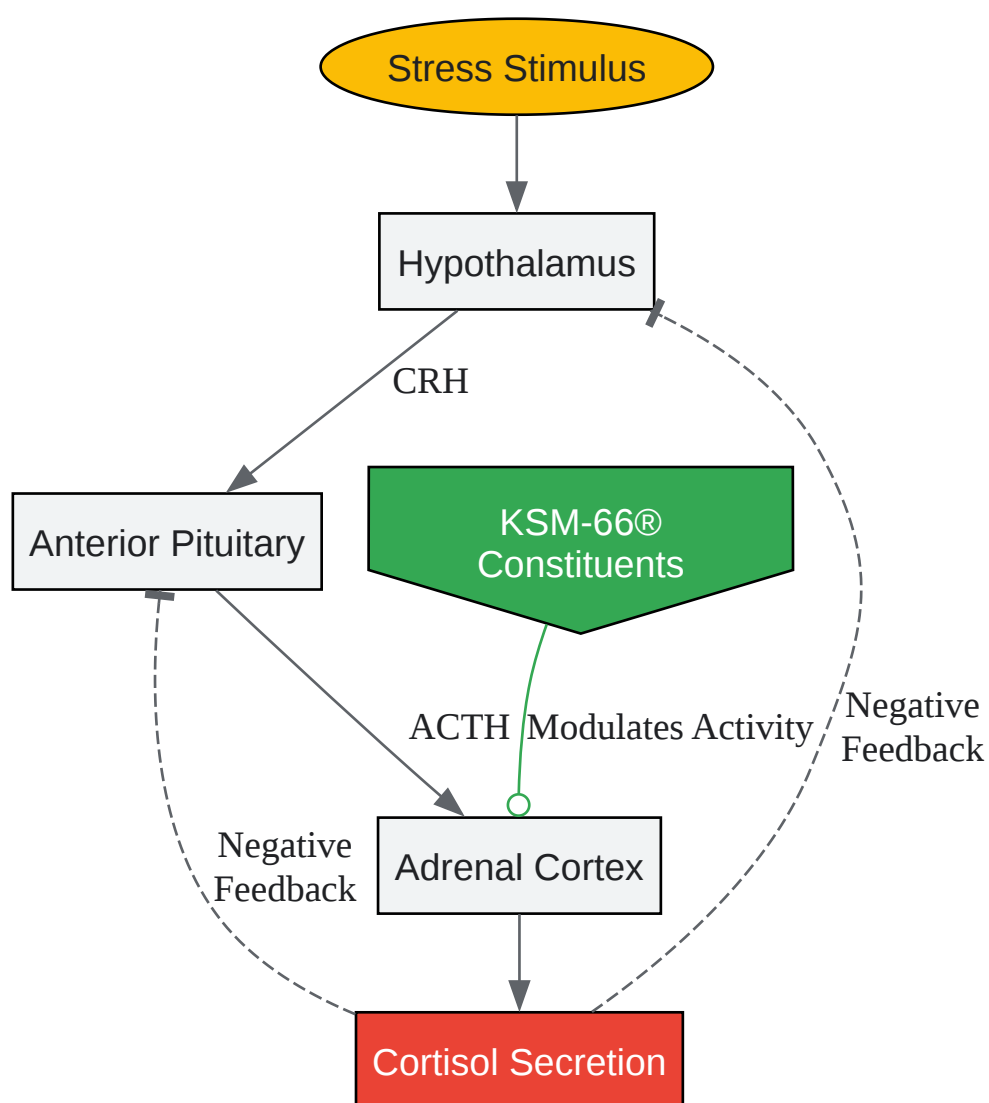 Stress Stimulus
Hypothalamus
CRH
KSM-66®
Constituents
Anterior Pituitary
ACTH
Modulates Activity
Negative
Feedback
Negative
Feedback
Adrenal Cortex
Cortisol Secretion